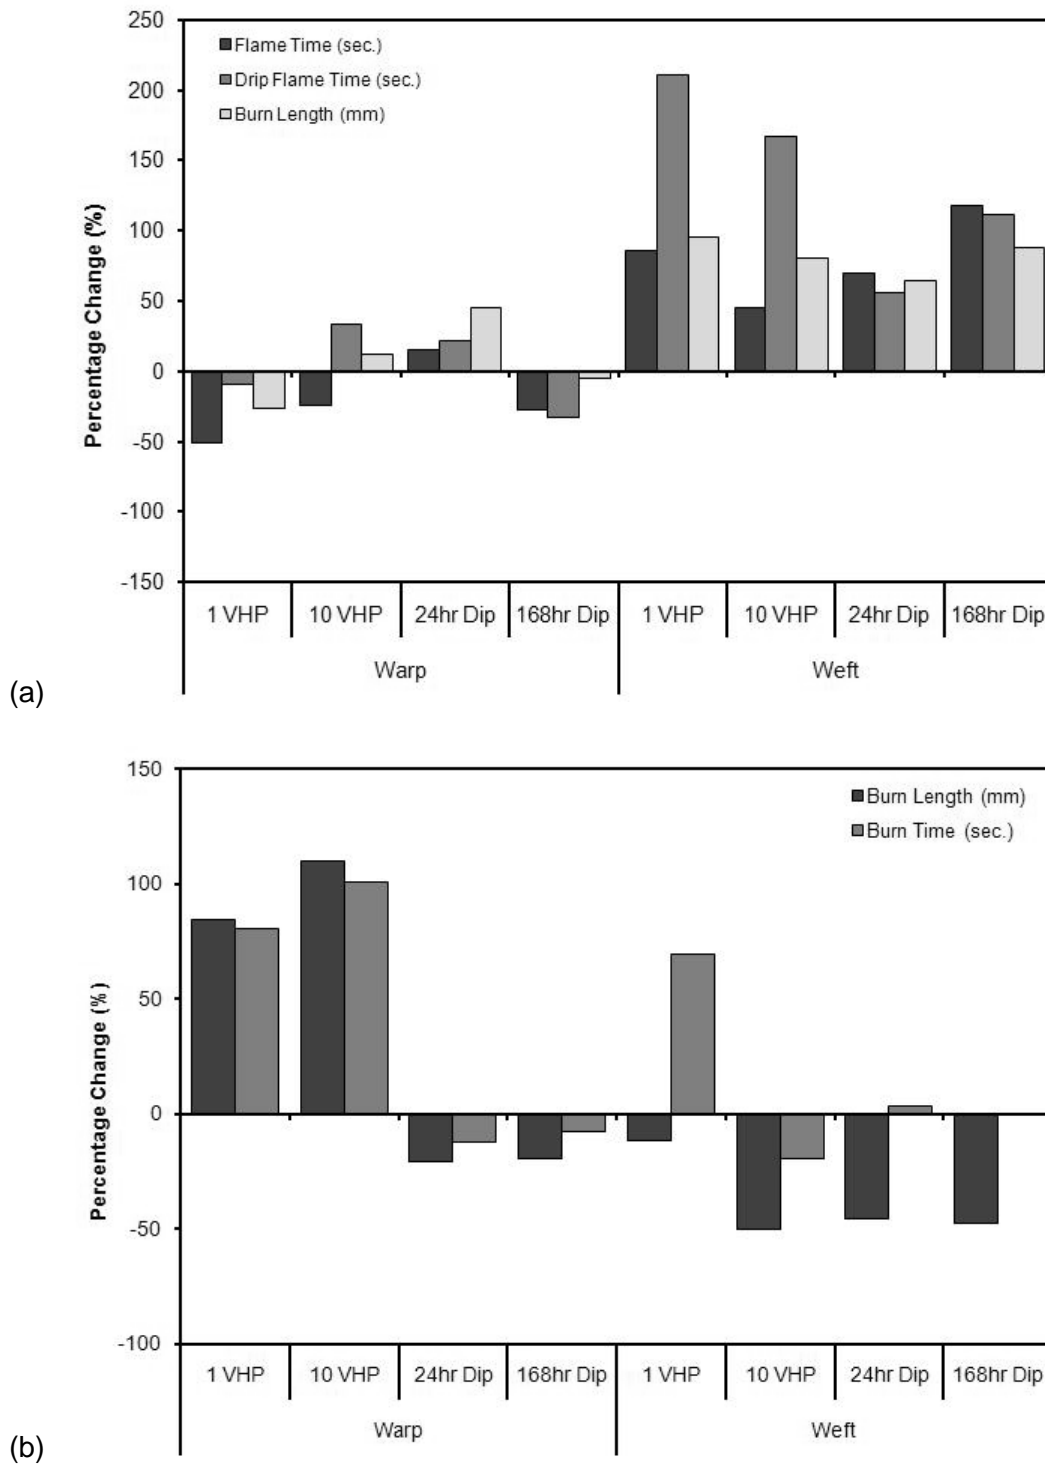 250
200
150
100
50
0
-50
-100
-150
Percentage Change (%)
Flame Time (sec.)
Drip Flame Time (sec.)
Burn Length (mm)
1 VHP 10 VHP 24hr Dip 168hr Dip 1 VHP 10 VHP 24hr Dip 168hr Dip
Warp Weft
(a)
150
100
50
0
-50
-100
Percentage Change (%)
Burn Length (mm)
Burn Time (sec.)
1 VHP 10 VHP 24hr Dip 168hr Dip 1 VHP 10 VHP 24hr Dip 168hr Dip
Warp Weft
(b)